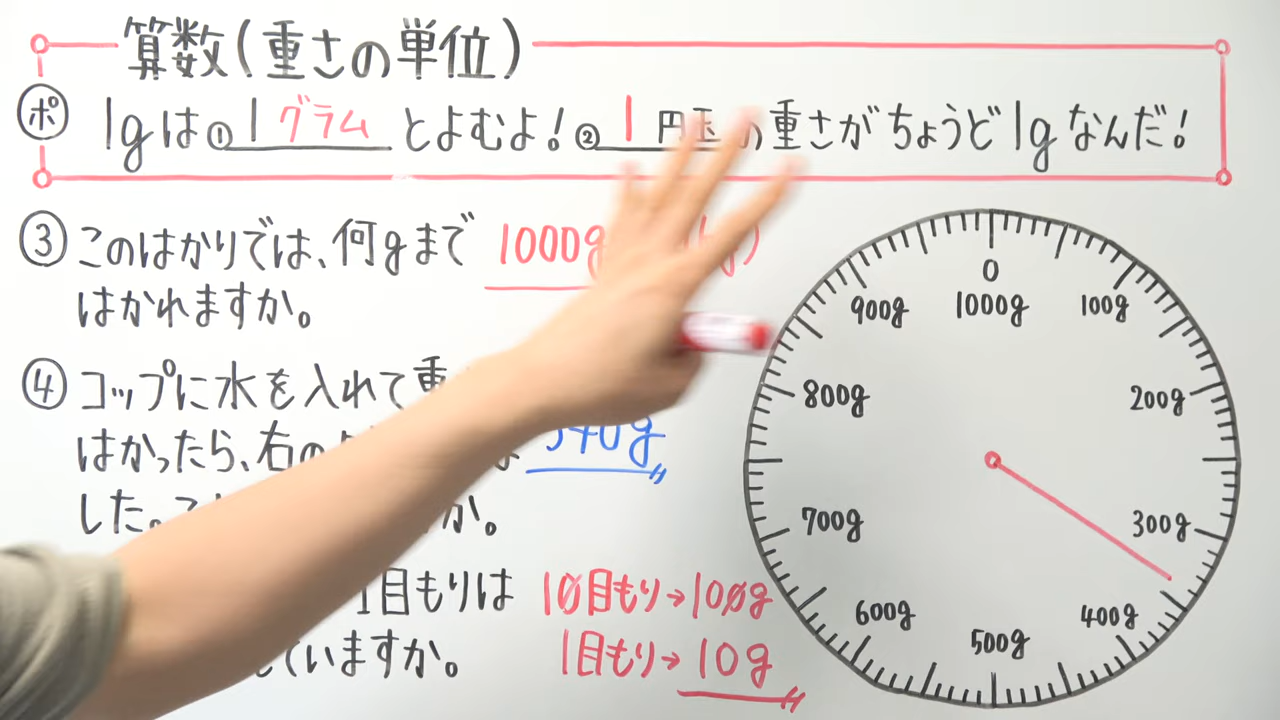 算数(重さの単位)
ポ 1gは①1グラムとよむよ!②1円玉の重さがちょうど1gなんだ!
③このはかりでは、何gまで 1000g
はかれますか。
④コップに水を入れて重
はかったら、右の
した。 か。
340g
1目もりは
ていますか。
10目もり→100g
1目もり→10g
0
1000g
100g
200g
300g
400g
500g
600g
700g
800g
900g